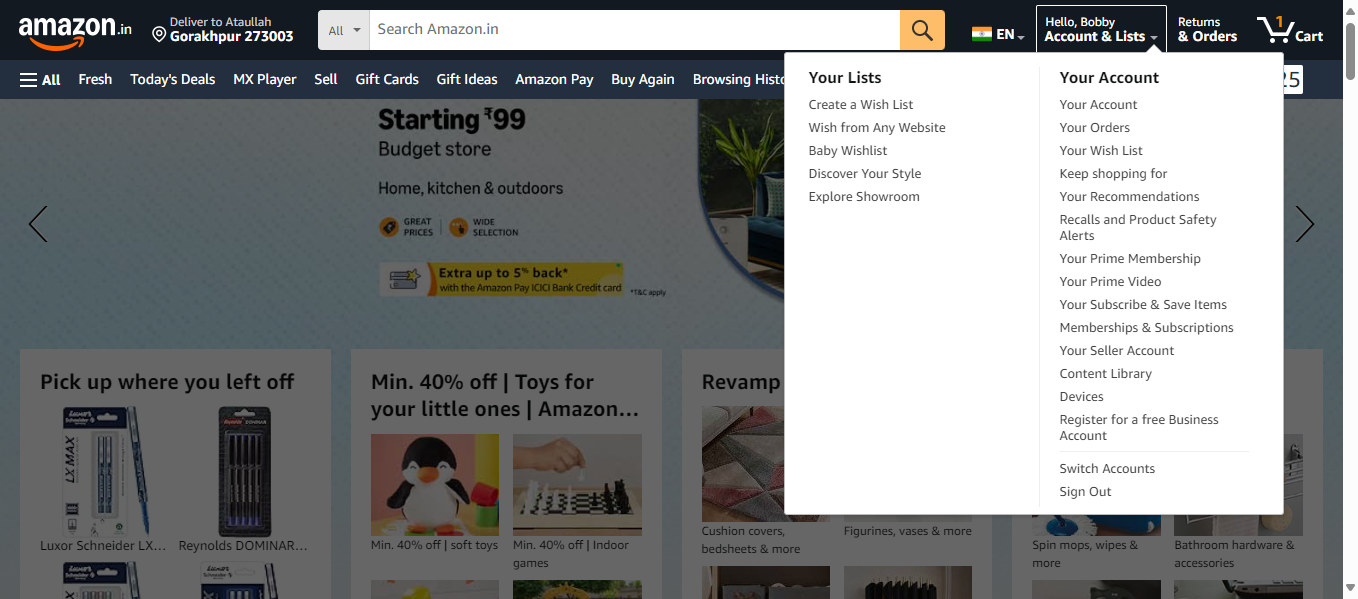 amazon.in
Deliver to Ataullah
Gorakhpur 273003
All
Search Amazon.in
EN
Hello, Bobby
Account & Lists
Returns
& Orders
1
Cart
All
Fresh
Today's Deals
MX Player
Sell
Gift Cards
Gift Ideas
Amazon Pay
Buy Again
Browsing
Your Lists
Create a Wish List
Wish from Any Website
Baby Wishlist
Discover Your Style
Explore Showroom
Your Account
Your Account
Your Orders
Your Wish List
Keep shopping for
Your Recommendations
Recalls and Product Safety
Alerts
Your Prime Membership
Your Prime Video
Your Subscribe & Save Items
Memberships & Subscriptions
Your Seller Account
Content Library
Devices
Register for a free Business
Account
Switch Accounts
Sign Out
Starting ₹99
Budget store
Home, kitchen & outdoors
GREAT
PRICES
WIDE
SELECTION
Extra up to 5% back*
with the Amazon Pay ICICI Bank Credit card
*T&C apply
Pick up where you left off
LX MAX
Luxor Schneider LX...
Reynolds DOMINAR...
Min. 40% off | Toys for
your little ones | Amazon...
Min. 40% off | soft toys
Min. 40% off | Indoor
games
Revamp
Cushion covers,
bedsheets & more
Figurines, vases & more
Spin mops, wipes &
more
Bathroom hardware &
accessories